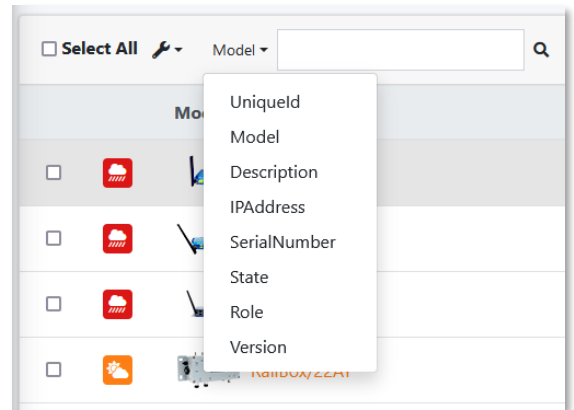 Select All
Model
UniqueId
Model
Description
IPAddress
SerialNumber
State
Role
Version